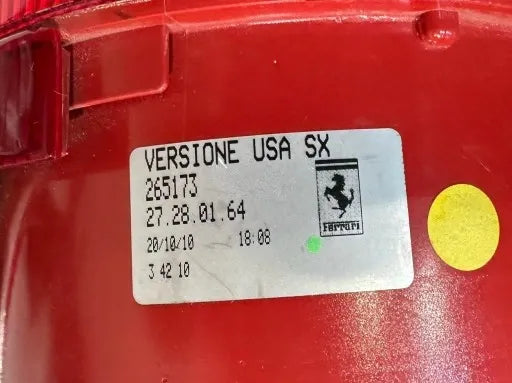 VERSIONE USA SX
265173
27.28.01.64
20/10/10 18:08
3 42 10
Ferrari